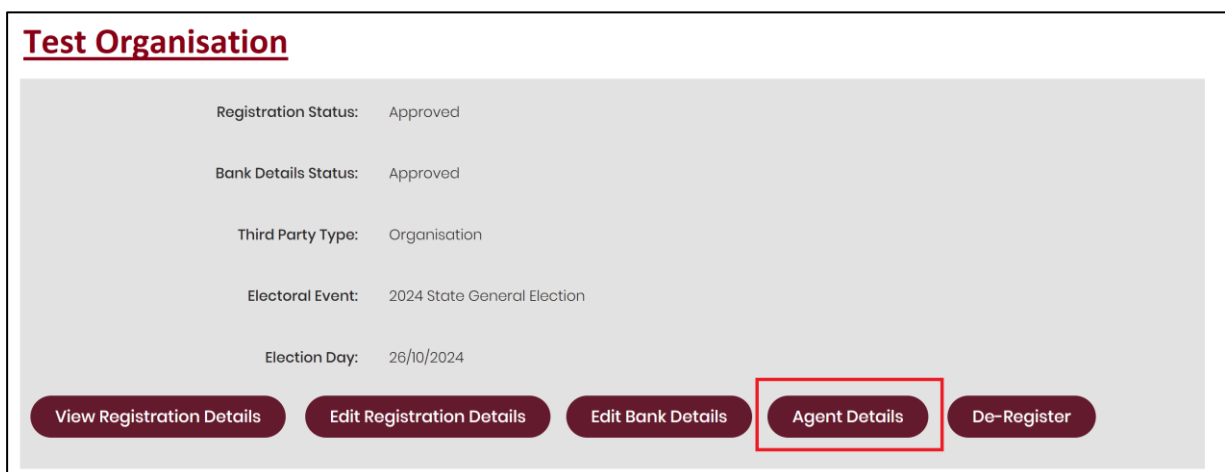 Test Organisation
Registration Status: Approved
Bank Details Status: Approved
Third Party Type: Organisation
Electoral Event: 2024 State General Election
Election Day: 26/10/2024
View Registration Details Edit Registration Details Edit Bank Details Agent Details De-Register